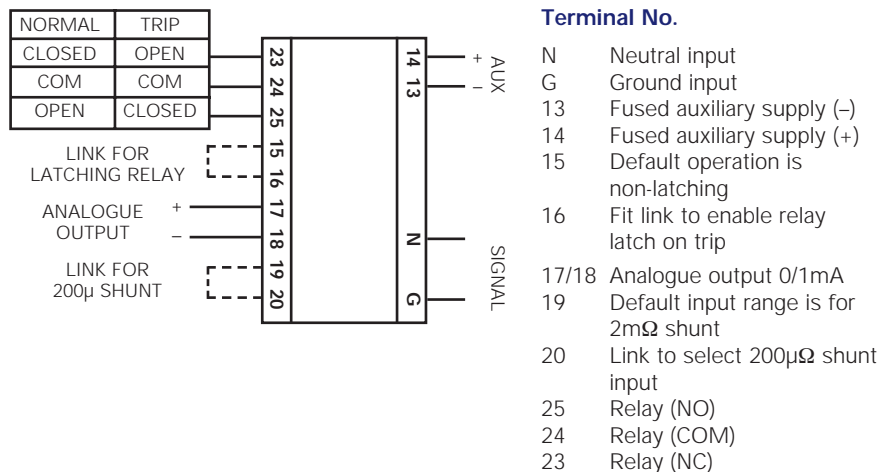 NORMAL TRIP
CLOSED OPEN
COM COM
OPEN CLOSED
LINK FOR
LATCHING RELAY
ANALOGUE +
OUTPUT –
LINK FOR
200µ SHUNT
23
24
25
15
16
17
18
19
20
14
13
N
G
+
–
AUX
SIGNAL
Terminal No.
N Neutral input
G Ground input
13 Fused auxiliary supply (–)
14 Fused auxiliary supply (+)
15 Default operation is
non-latching
16 Fit link to enable relay
latch on trip
17/18 Analogue output 0/1mA
19 Default input range is for
2mΩ shunt
20 Link to select 200µΩ shunt
input
25 Relay (NO)
24 Relay (COM)
23 Relay (NC)